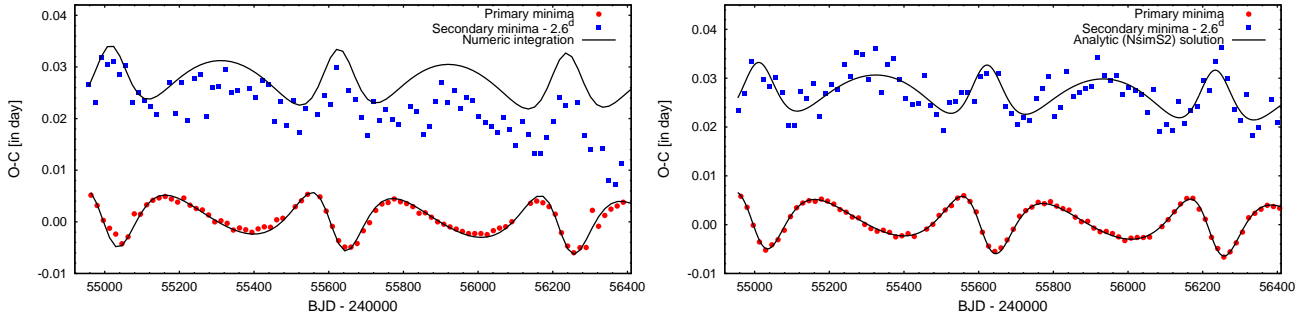 Primary minima
Secondary minima - 2.6d
Numeric integration
0.04
0.03
0.02
0.01
0.00
-0.01
O-C [in day]
55000 55200 55400 55600 55800 56000 56200 56400
BJD - 240000
Primary minima
Secondary minima - 2.6d
Analytic (NsimS2) solution
0.04
0.03
0.02
0.01
0.00
-0.01
O-C [in day]
55000 55200 55400 55600 55800 56000 56200 56400
BJD - 240000